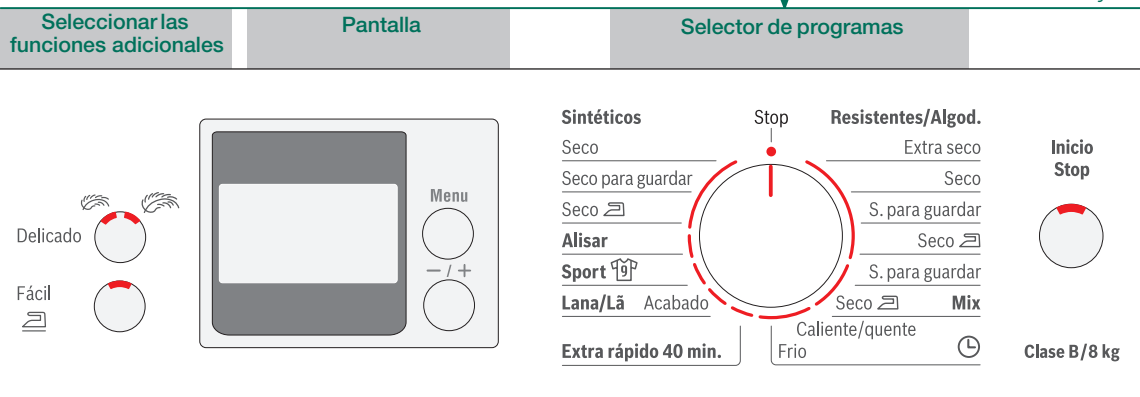 Seleccionar las
funciones adicionales
Pantalla
Selector de programas
Delicado
Fácil
Menu
– / +
Sintéticos
Seco
Seco para guardar
Seco
Alisar
Sport 9
Lana/Lã Acabado
Extra rápido 40 min.
Stop
Resistentes/Algod.
Extra seco
Seco
S. para guardar
Seco
S. para guardar
Seco Mix
Caliente/quente
Frio
Inicio
Stop
Clase B/8 kg